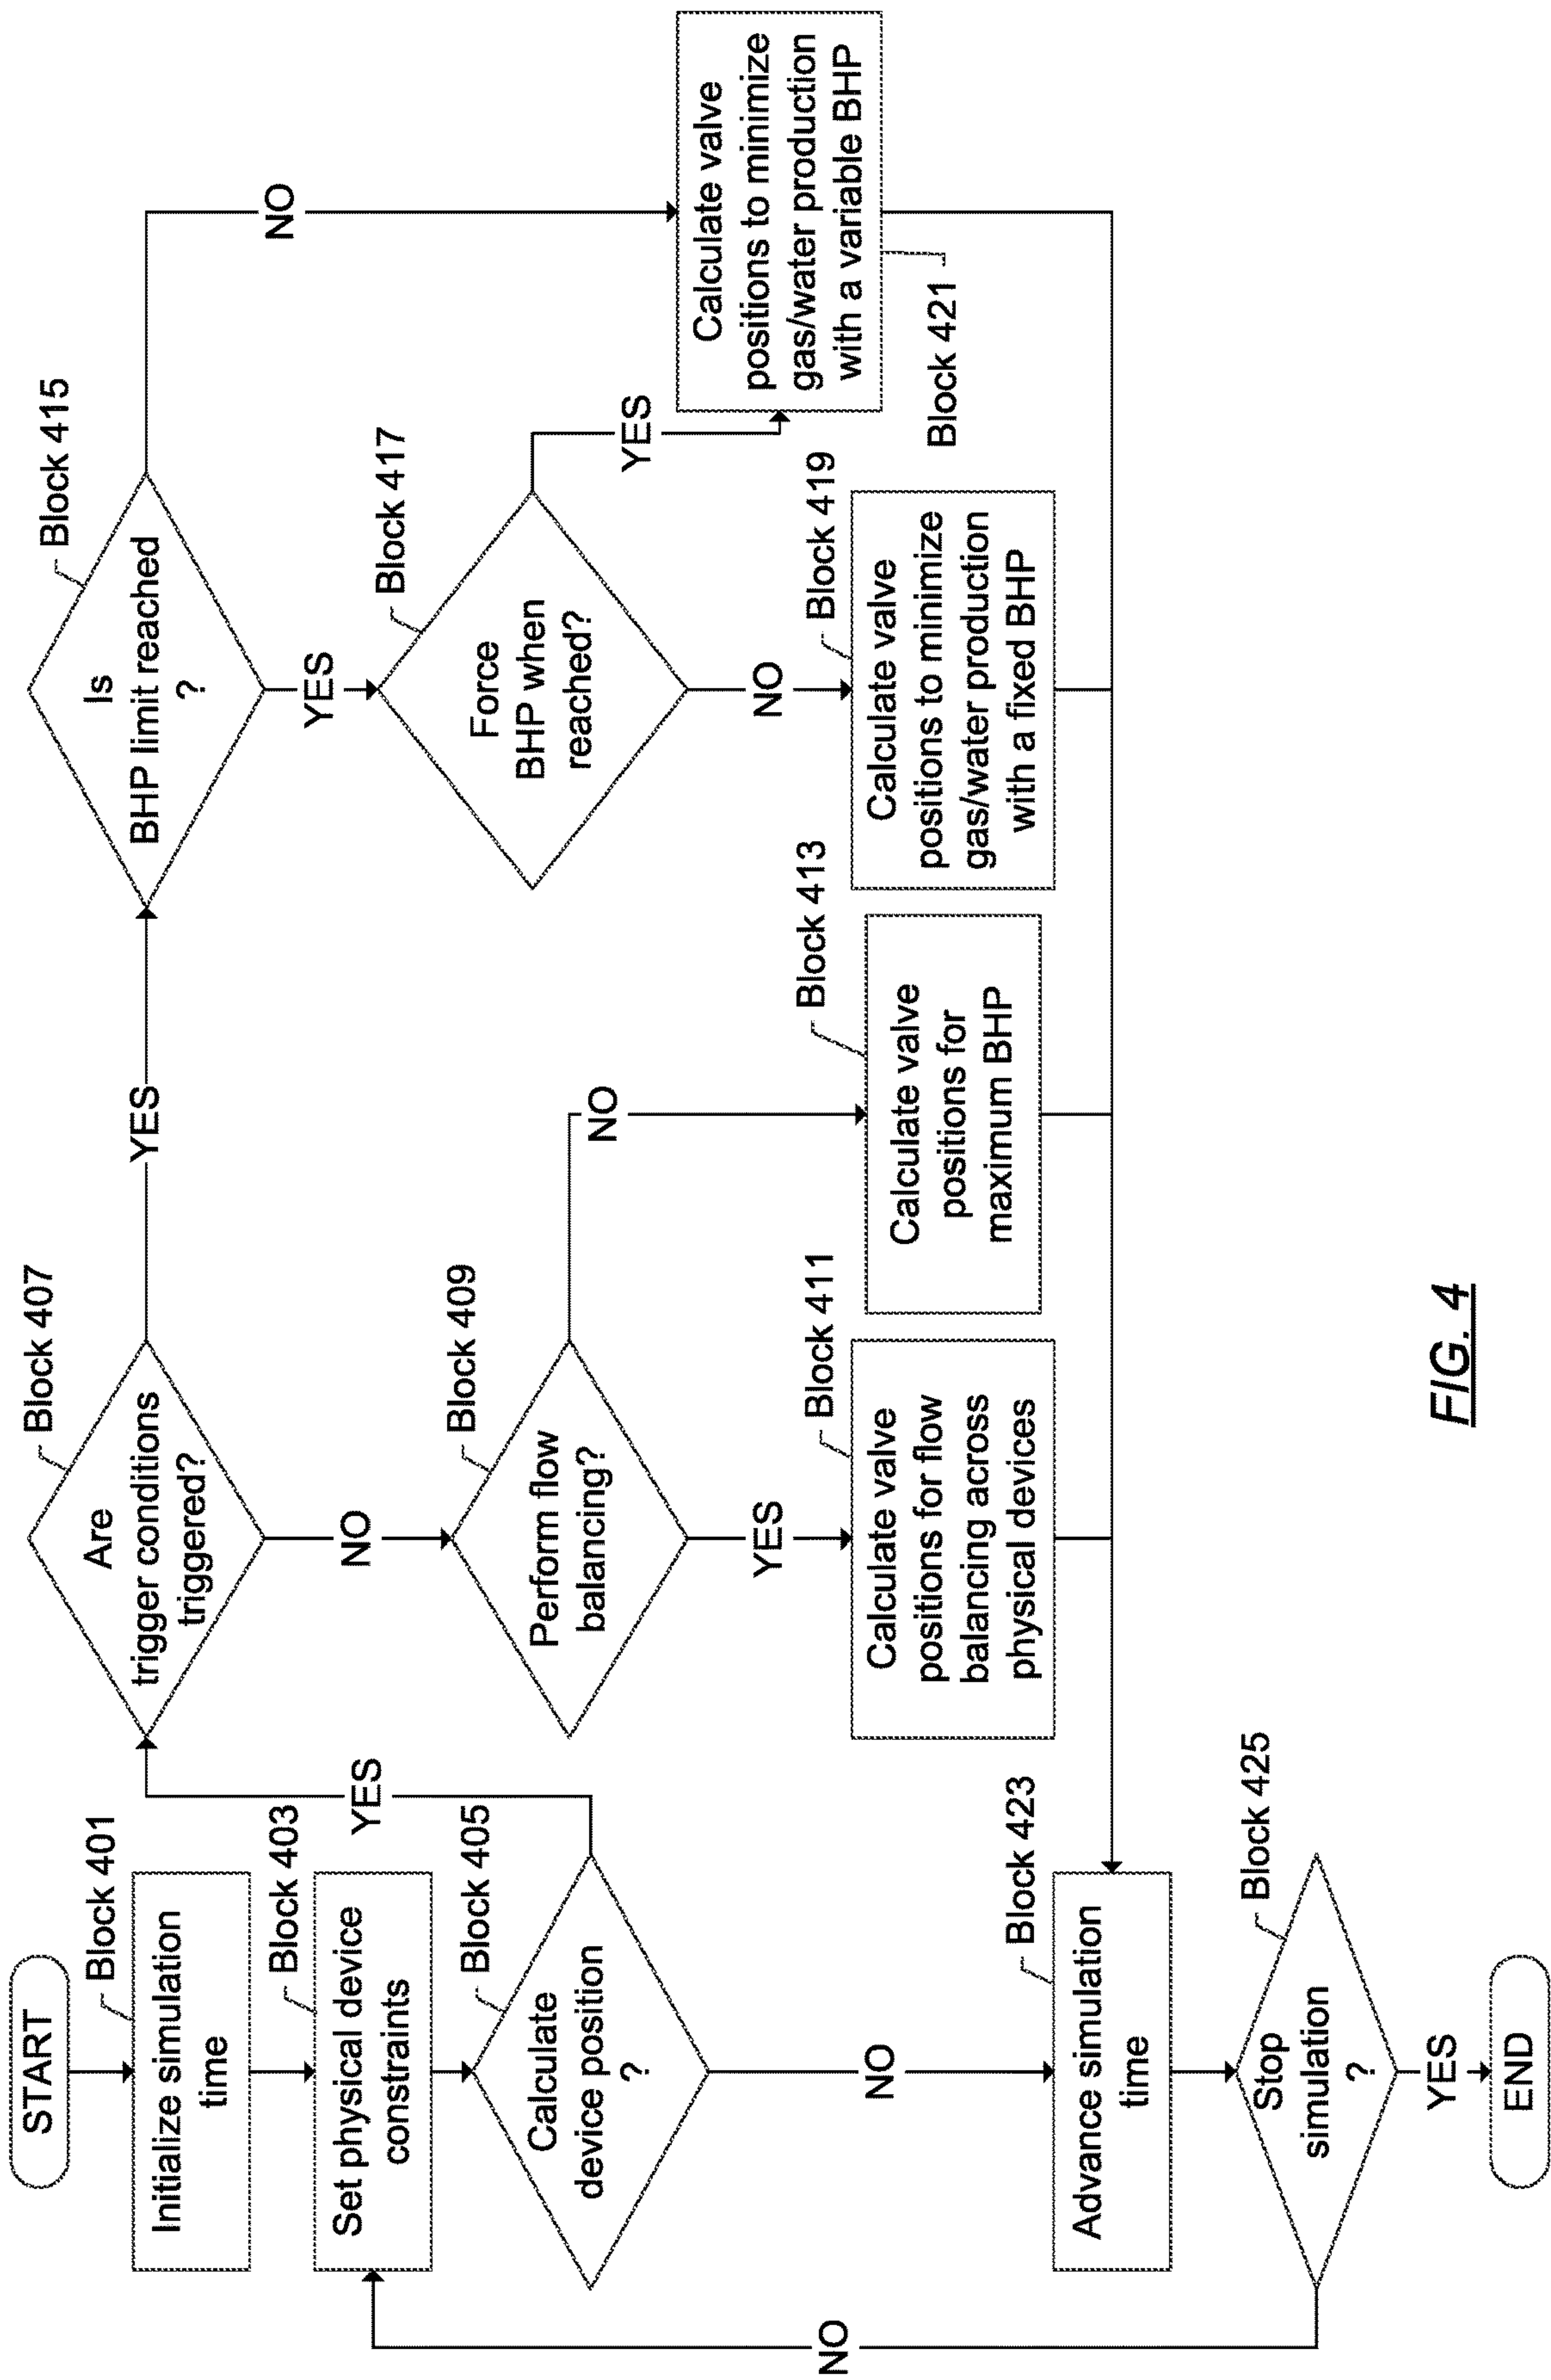 START
Block 401
Initialize simulation
time
Block 403
Set physical device
constraints
Block 405
Calculate
device position
?
YES
NO
Block 407
Are
trigger conditions
triggered?
YES
NO
Block 409
Perform flow
balancing?
NO
YES
Block 411
Calculate valve
positions for flow
balancing across
physical devices
Block 413
Calculate valve
positions for
maximum BHP
Block 415
Is
BHP limit reached
?
NO
YES
Block 417
Force
BHP when
reached?
YES
NO
Block 419
Calculate valve
positions to minimize
gas/water production
with a fixed BHP
Calculate valve
positions to minimize
gas/water production
with a variable BHP
Block 421
Block 423
Advance simulation
time
Block 425
Stop
simulation
?
NO
YES
END
FIG. 4